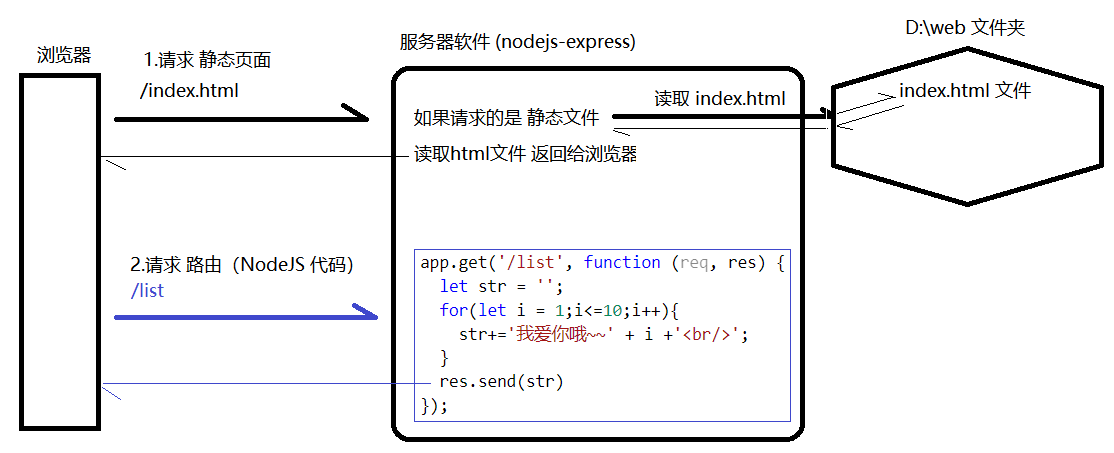 浏览器
1.请求 静态页面
/index.html
服务器软件 (nodejs-express)
D:\web 文件夹
如果请求的是 静态文件
读取 index.html
index.html 文件
读取html文件 返回给浏览器
2.请求 路由（NodeJS 代码）
/list
app.get('/list', function (req, res) {
  let str = '';
  for(let i = 1;i<=10;i++){
    str+='我爱你哦~~' + i +'<br/>';
  }
  res.send(str)
});